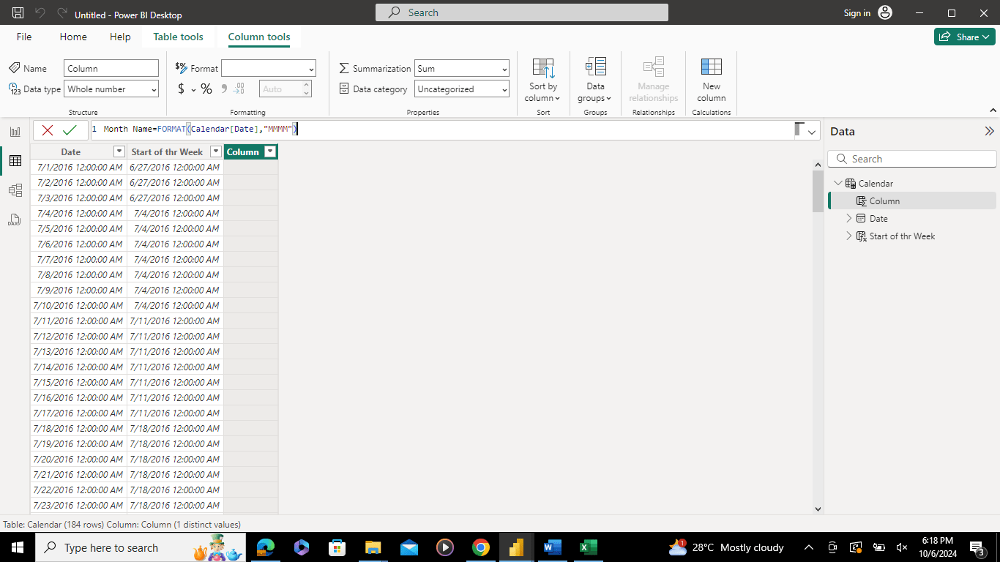 Untitled - Power BI Desktop
Search
Sign in
File
Home
Help
Table tools
Column tools
Share
Name
Column
Format
Summarization
Sum
Data type
Whole number
$ %
Auto
Data category
Uncategorized
Sort by
column
Data
groups
Manage
relationships
New
column
Structure
Formatting
Properties
Sort
Groups
Relationships
Calculations
1 Month Name=FORMAT(Calendar[Date],"MMMM")
Date Start of thr Week Column
7/1/2016 12:00:00 AM 6/27/2016 12:00:00 AM
7/2/2016 12:00:00 AM 6/27/2016 12:00:00 AM
7/3/2016 12:00:00 AM 6/27/2016 12:00:00 AM
7/4/2016 12:00:00 AM 7/4/2016 12:00:00 AM
7/5/2016 12:00:00 AM 7/4/2016 12:00:00 AM
7/6/2016 12:00:00 AM 7/4/2016 12:00:00 AM
7/7/2016 12:00:00 AM 7/4/2016 12:00:00 AM
7/8/2016 12:00:00 AM 7/4/2016 12:00:00 AM
7/9/2016 12:00:00 AM 7/4/2016 12:00:00 AM
7/10/2016 12:00:00 AM 7/4/2016 12:00:00 AM
7/11/2016 12:00:00 AM 7/11/2016 12:00:00 AM
7/12/2016 12:00:00 AM 7/11/2016 12:00:00 AM
7/13/2016 12:00:00 AM 7/11/2016 12:00:00 AM
7/14/2016 12:00:00 AM 7/11/2016 12:00:00 AM
7/15/2016 12:00:00 AM 7/11/2016 12:00:00 AM
7/16/2016 12:00:00 AM 7/11/2016 12:00:00 AM
7/17/2016 12:00:00 AM 7/11/2016 12:00:00 AM
7/18/2016 12:00:00 AM 7/18/2016 12:00:00 AM
7/19/2016 12:00:00 AM 7/18/2016 12:00:00 AM
7/20/2016 12:00:00 AM 7/18/2016 12:00:00 AM
7/21/2016 12:00:00 AM 7/18/2016 12:00:00 AM
7/22/2016 12:00:00 AM 7/18/2016 12:00:00 AM
7/23/2016 12:00:00 AM 7/18/2016 12:00:00 AM
Data
Search
Calendar
Column
Date
Start of thr Week
Table: Calendar (184 rows) Column: Column (1 distinct values)
Type here to search
1
28°C Mostly cloudy
6:18 PM
10/6/2024
3